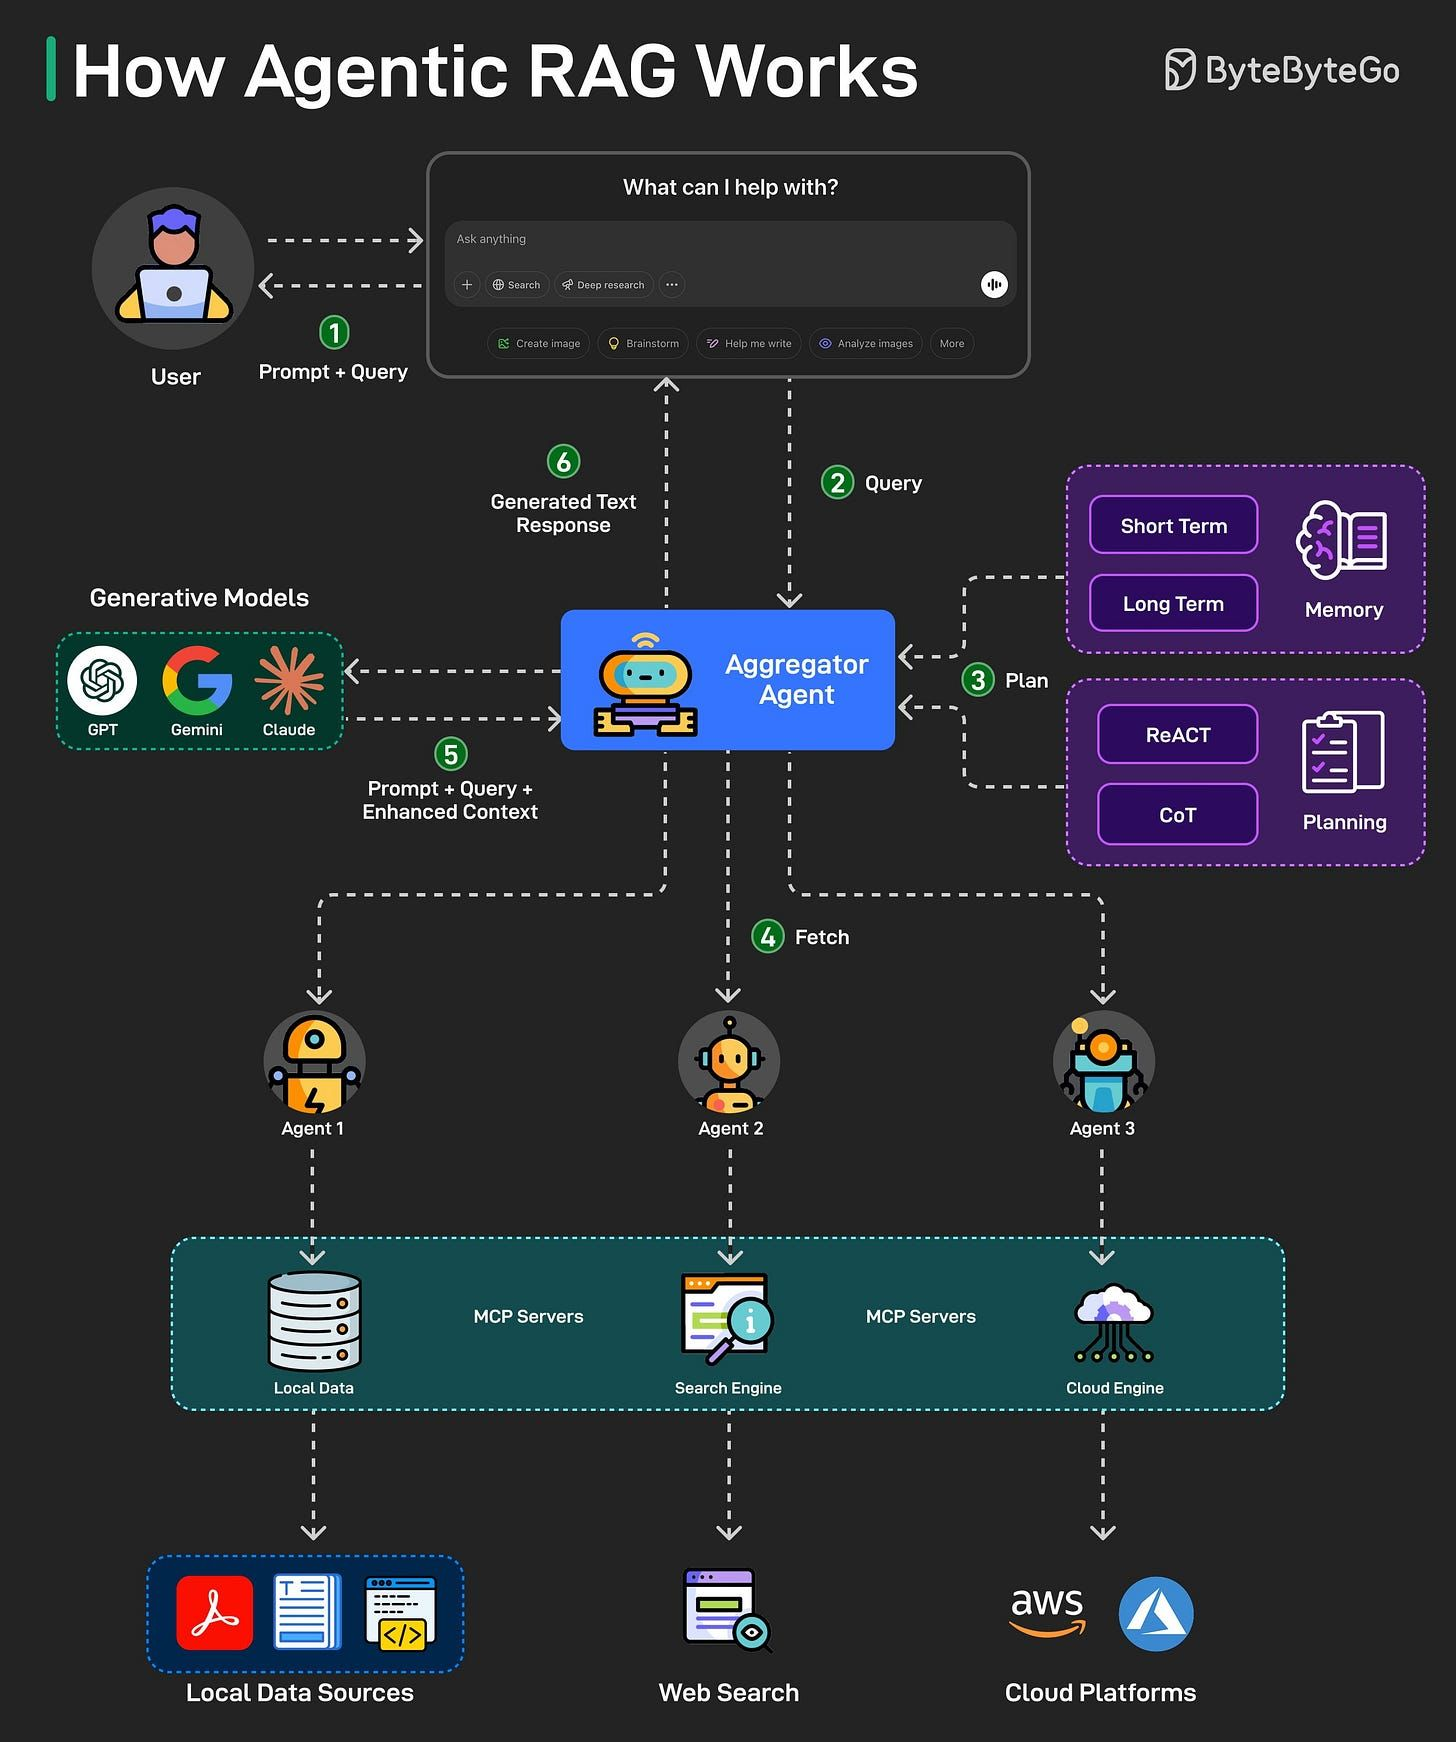 How Agentic RAG Works
ByteByteGo
What can I help with?
Ask anything
Search
Deep research
Create image
Brainstorm
Help me write
Analyze images
More
User
1
Prompt + Query
6
Generated Text
Response
2
Query
Short Term
Long Term
Memory
Generative Models
GPT
Gemini
Claude
Aggregator
Agent
3
Plan
5
Prompt + Query +
Enhanced Context
ReACT
CoT
Planning
4
Fetch
Agent 1
Agent 2
Agent 3
MCP Servers
MCP Servers
Local Data
Search Engine
Cloud Engine
T
</>
aws
Local Data Sources
Web Search
Cloud Platforms